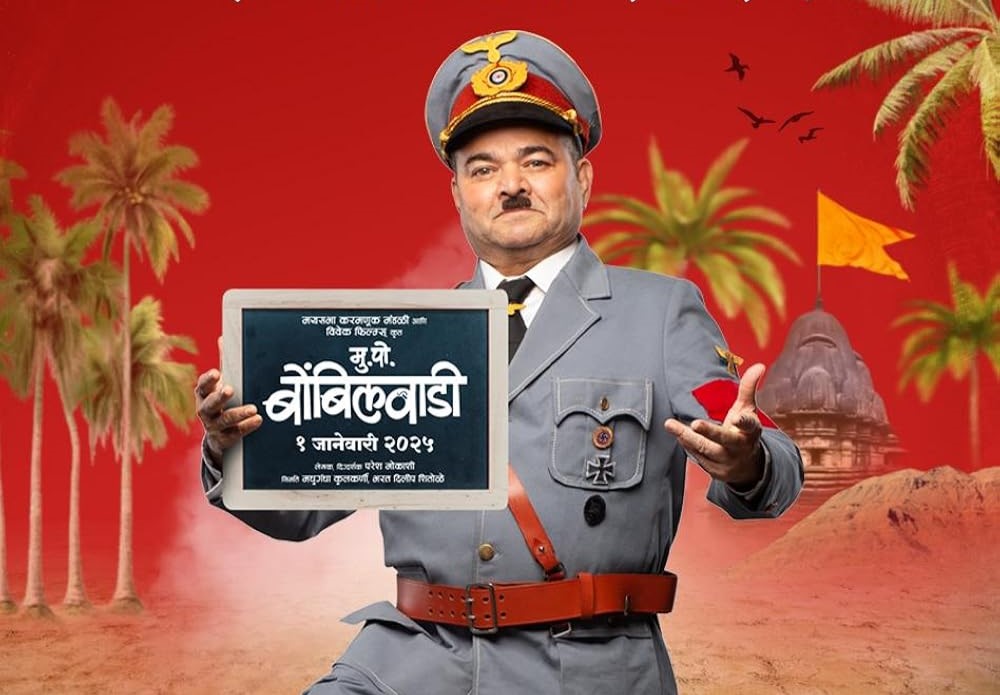 मयसभा करमणूक मंडळी आणि
विवेक फिल्म्स् कृत
मु.पो.
बोंबिलवाडी
१ जानेवारी २०२५
लेखक, दिग्दर्शक परेश मोकाशी
निर्माते मधुगंधा कुलकर्णी, भरत दिलीप शितोळे